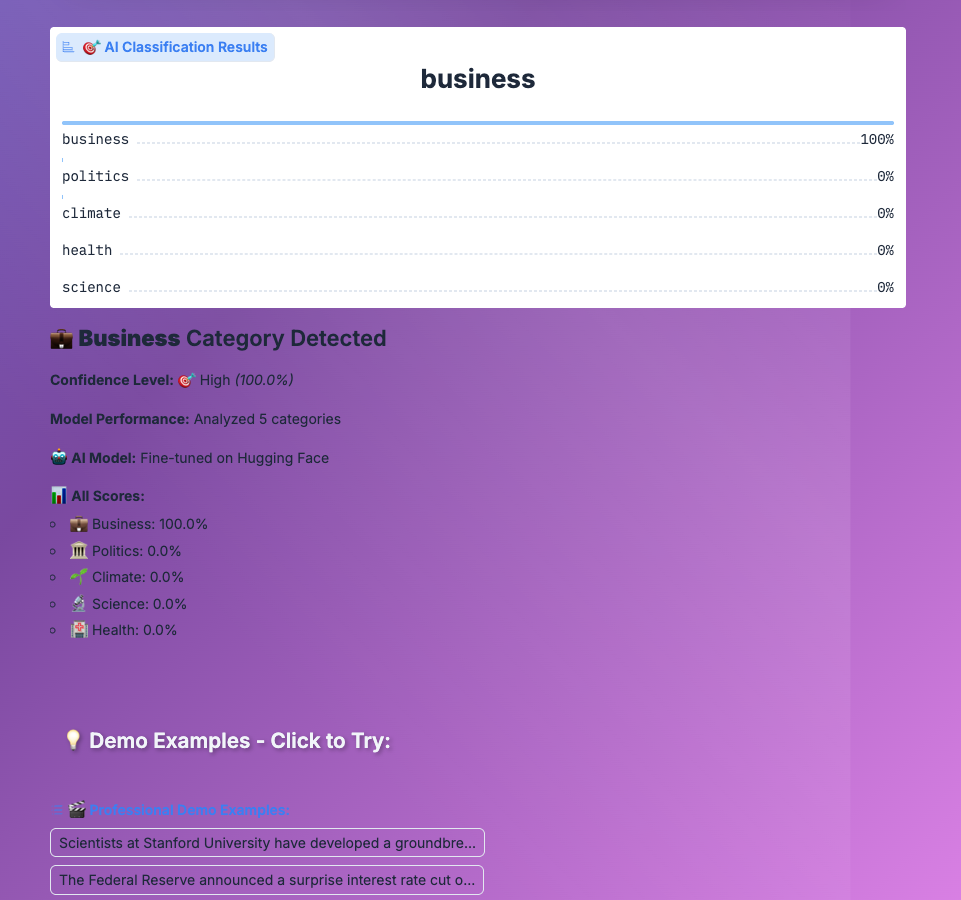 🎯 AI Classification Results
business
business 100%
politics 0%
climate 0%
health 0%
science 0%
💼 Business Category Detected
Confidence Level: 🎯 High (100.0%)
Model Performance: Analyzed 5 categories
🤖 AI Model: Fine-tuned on Hugging Face
📊 All Scores:
💼 Business: 100.0%
🏛️ Politics: 0.0%
🌱 Climate: 0.0%
🔬 Science: 0.0%
🏥 Health: 0.0%
💡 Demo Examples - Click to Try:
🎬 Professional Demo Examples:
Scientists at Stanford University have developed a groundbre...
The Federal Reserve announced a surprise interest rate cut o...